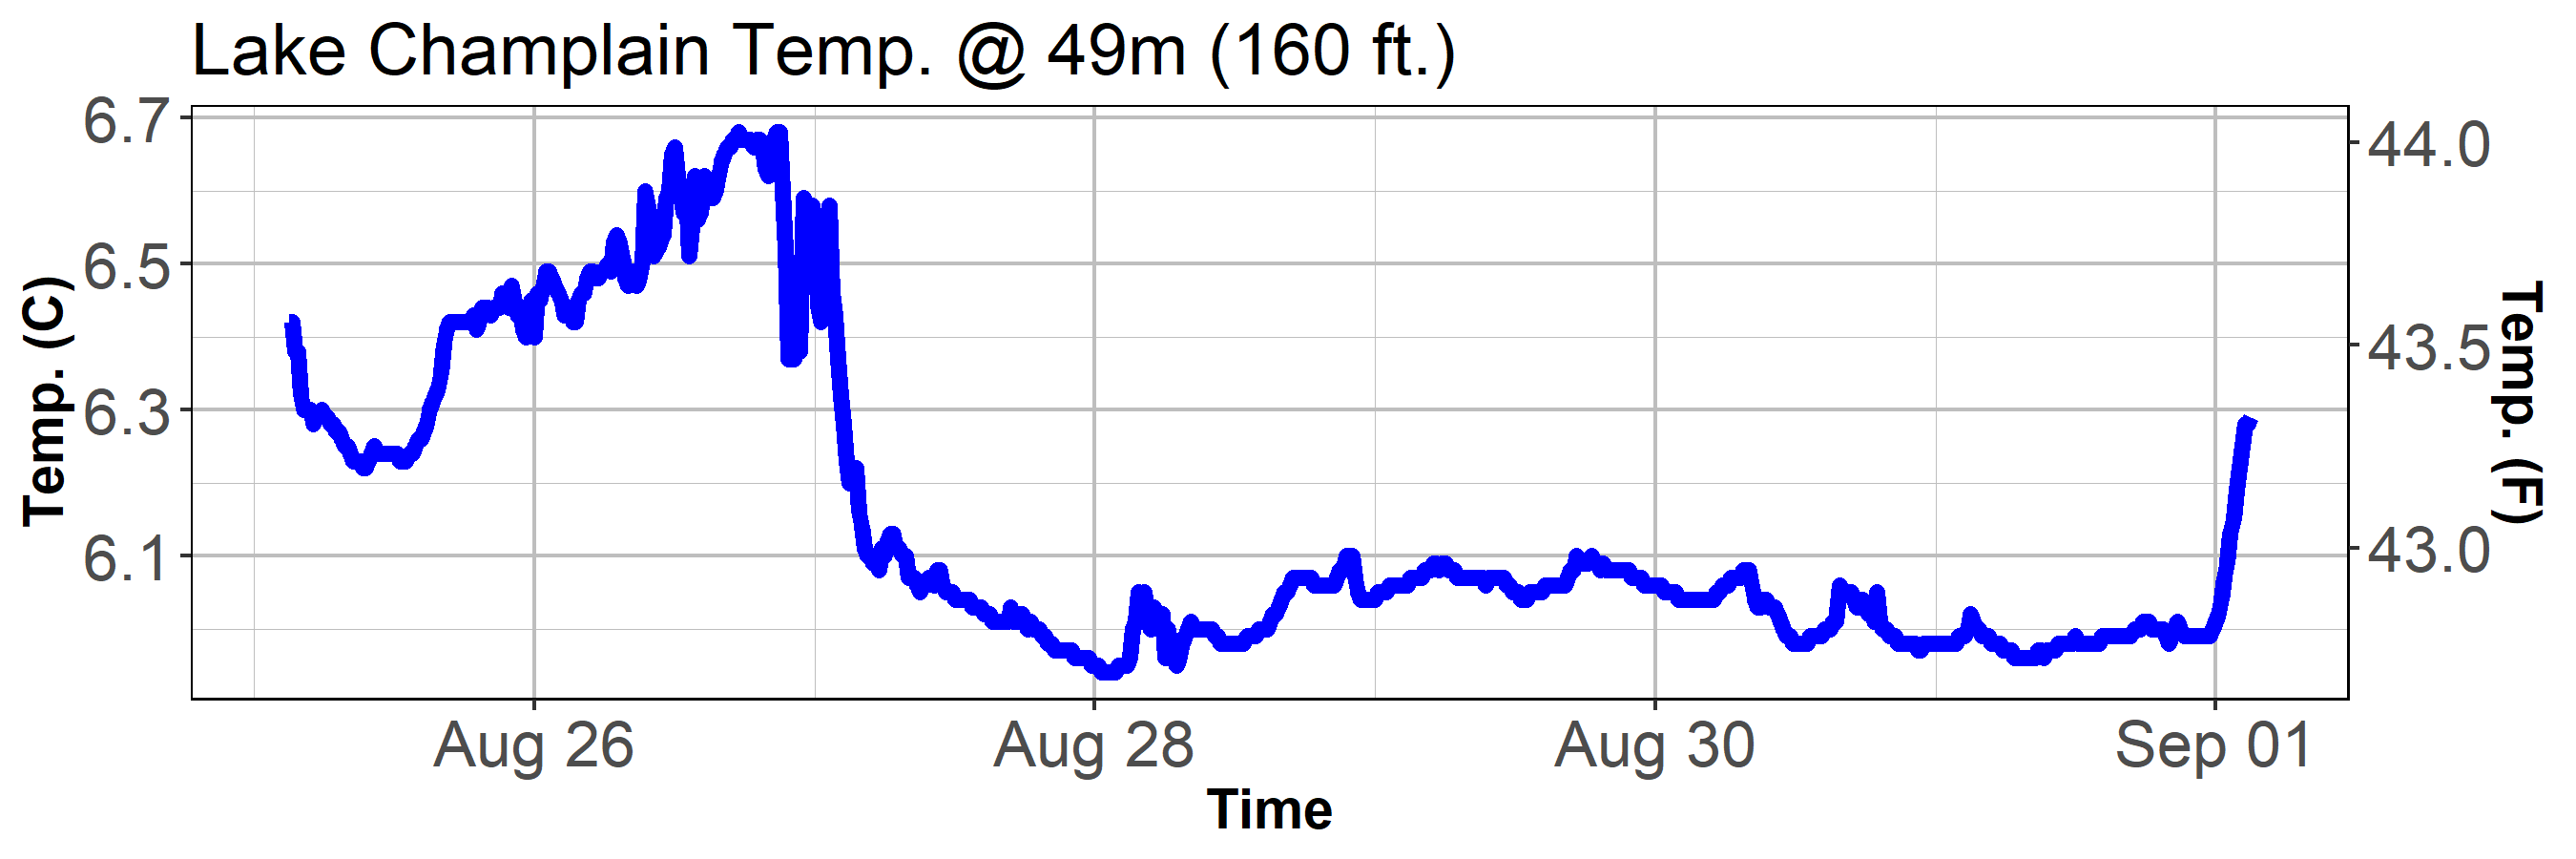 Lake Champlain Temp. @ 49m (160 ft.)
Temp. (C)
6.7
6.5
6.3
6.1
44.0
43.5
43.0
Temp. (F)
Aug 26
Aug 28
Aug 30
Sep 01
Time